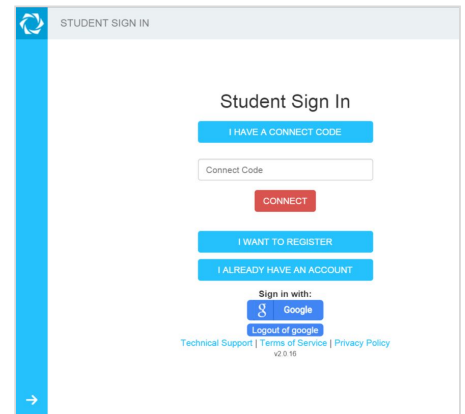 STUDENT SIGN IN
Student Sign In
I HAVE A CONNECT CODE
Connect Code
CONNECT
I WANT TO REGISTER
I ALREADY HAVE AN ACCOUNT
Sign in with:
g Google
Logout of google
Technical Support | Terms of Service | Privacy Policy
v2.0.16